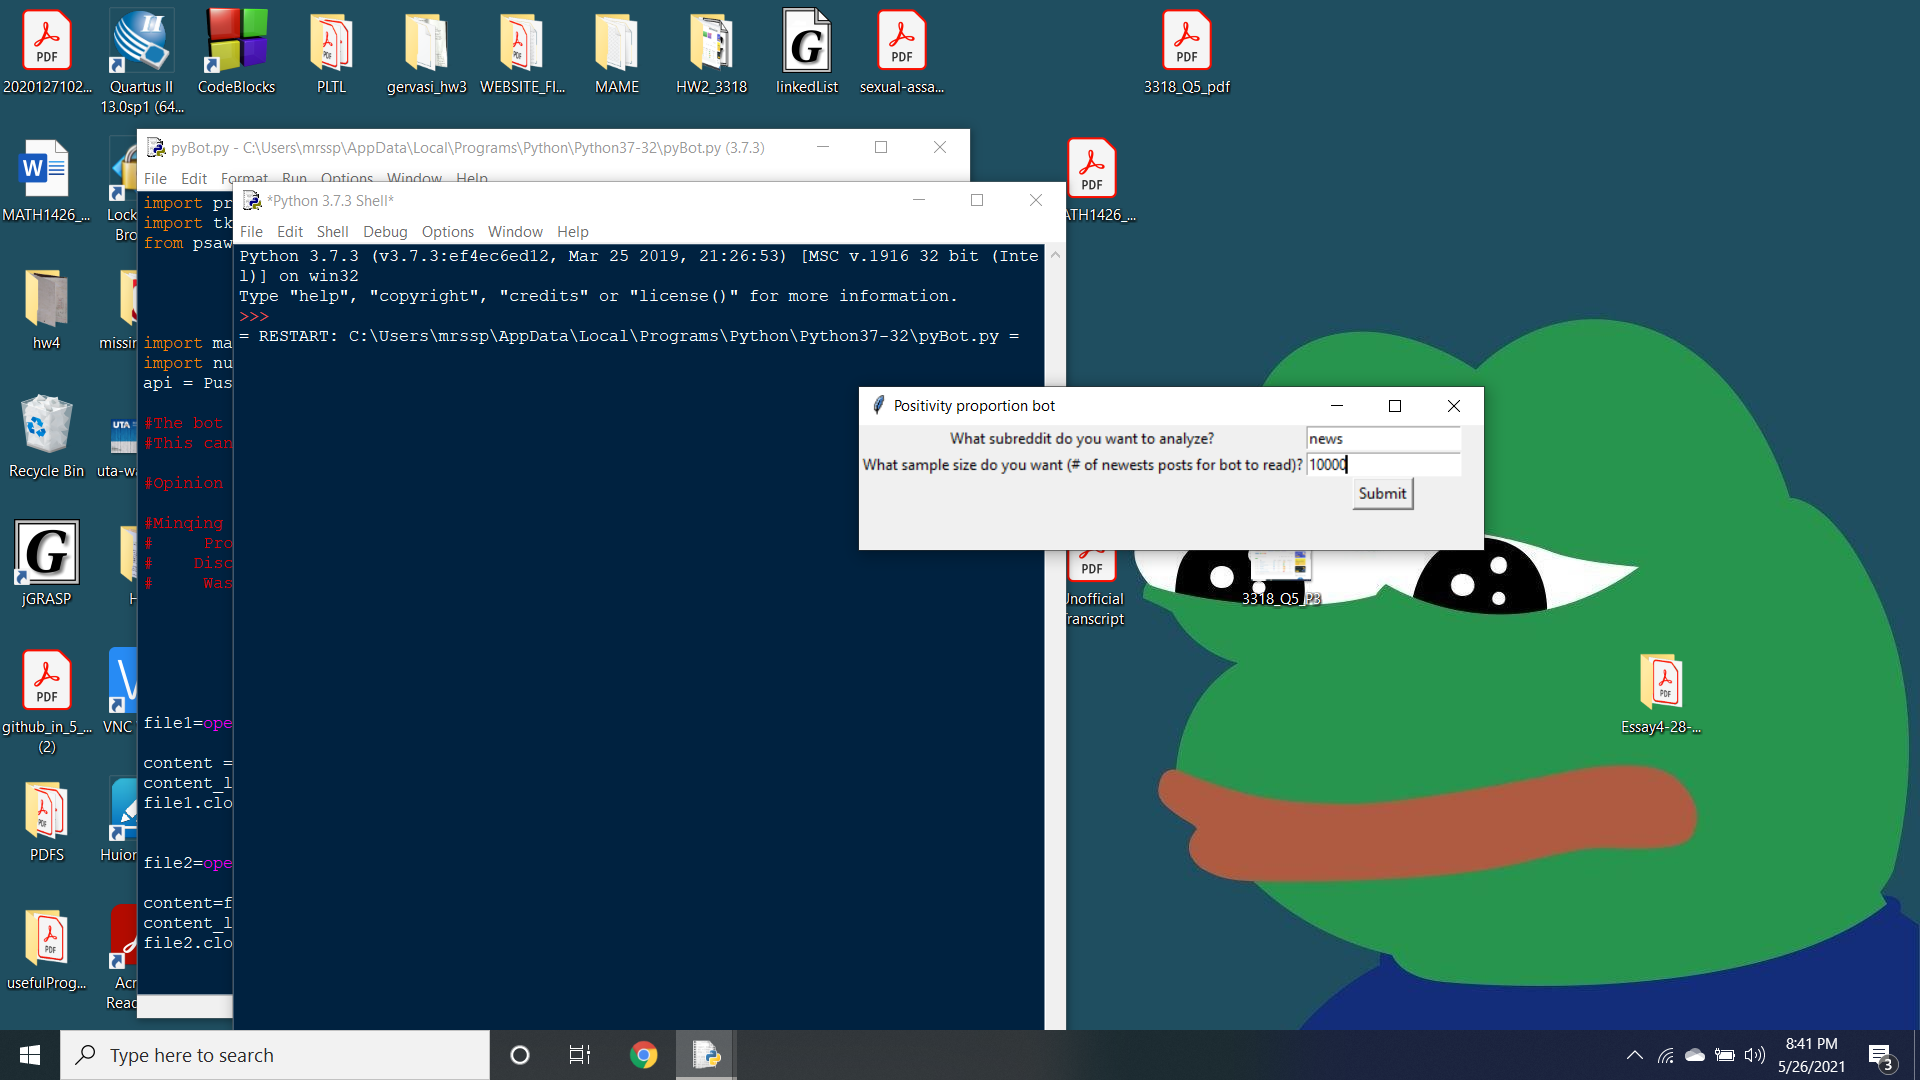 2020127102...
Quartus II
13.0sp1 (64...
CodeBlocks
PLTL
gervasi_hw3
WEBSITE_FI...
MAME
HW2_3318
linkedList
sexual-assa...
3318_Q5_pdf
MATH1426_...
ATH1426_...
hw4
Recycle Bin
jGRASP
github_in_5_...
(2)
VNC
PDFS
Huion
usefulProg...
Acr
Read
Unofficial
ranscript
3318_Q5_P3
Essay4-28-...
pyBot.py - C:\Users\mrssp\AppData\Local\Programs\Python\Python37-32\pyBot.py (3.7.3)
File Edit Format Run Options Window Help
import pr
import tk
from psaw
import ma
import nu
api = Pus
#The bot
#This can
#Opinion
#Minqing
# Pro
# Disc
# Was
file1=ope
content =
content_l
file1.clo
file2=ope
content=f
content_l
file2.clo
*Python 3.7.3 Shell*
File Edit Shell Debug Options Window Help
Python 3.7.3 (v3.7.3:ef4ec6ed12, Mar 25 2019, 21:26:53) [MSC v.1916 32 bit (Inte
l)] on win32
Type "help", "copyright", "credits" or "license()" for more information.
>>>
= RESTART: C:\Users\mrssp\AppData\Local\Programs\Python\Python37-32\pyBot.py =
Positivity proportion bot
What subreddit do you want to analyze? news
What sample size do you want (# of newests posts for bot to read)? 10000
Submit
Type here to search
8:41 PM
5/26/2021
3